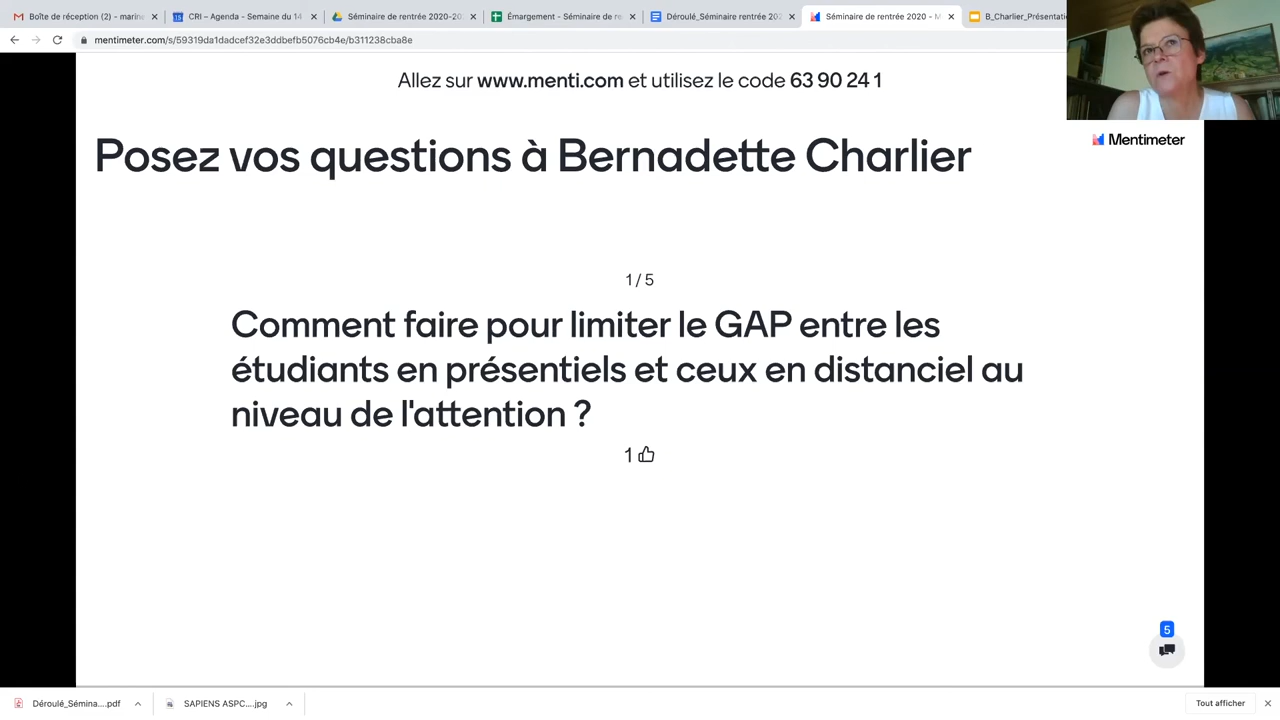 Boîte de réception (2) - marin
CRI – Agenda - Semaine du 14
Séminaire de rentrée 2020-20
Émargement - Séminaire de re
Déroulé_Séminaire rentrée 202
Séminaire de rentrée 2020 - M
B_Charlier_Présentatio
mentimeter.com/s/59319da1dadcef32e3ddbefb5076cb4e/b311238cba8e
Allez sur www.menti.com et utilisez le code 63 90 24 1
Mentimeter
Posez vos questions à Bernadette Charlier
1 / 5
Comment faire pour limiter le GAP entre les
étudiants en présentiels et ceux en distanciel au
niveau de l'attention ?
1
5
Déroulé_Sémina....pdf
SAPIENS ASPC....jpg
Tout afficher